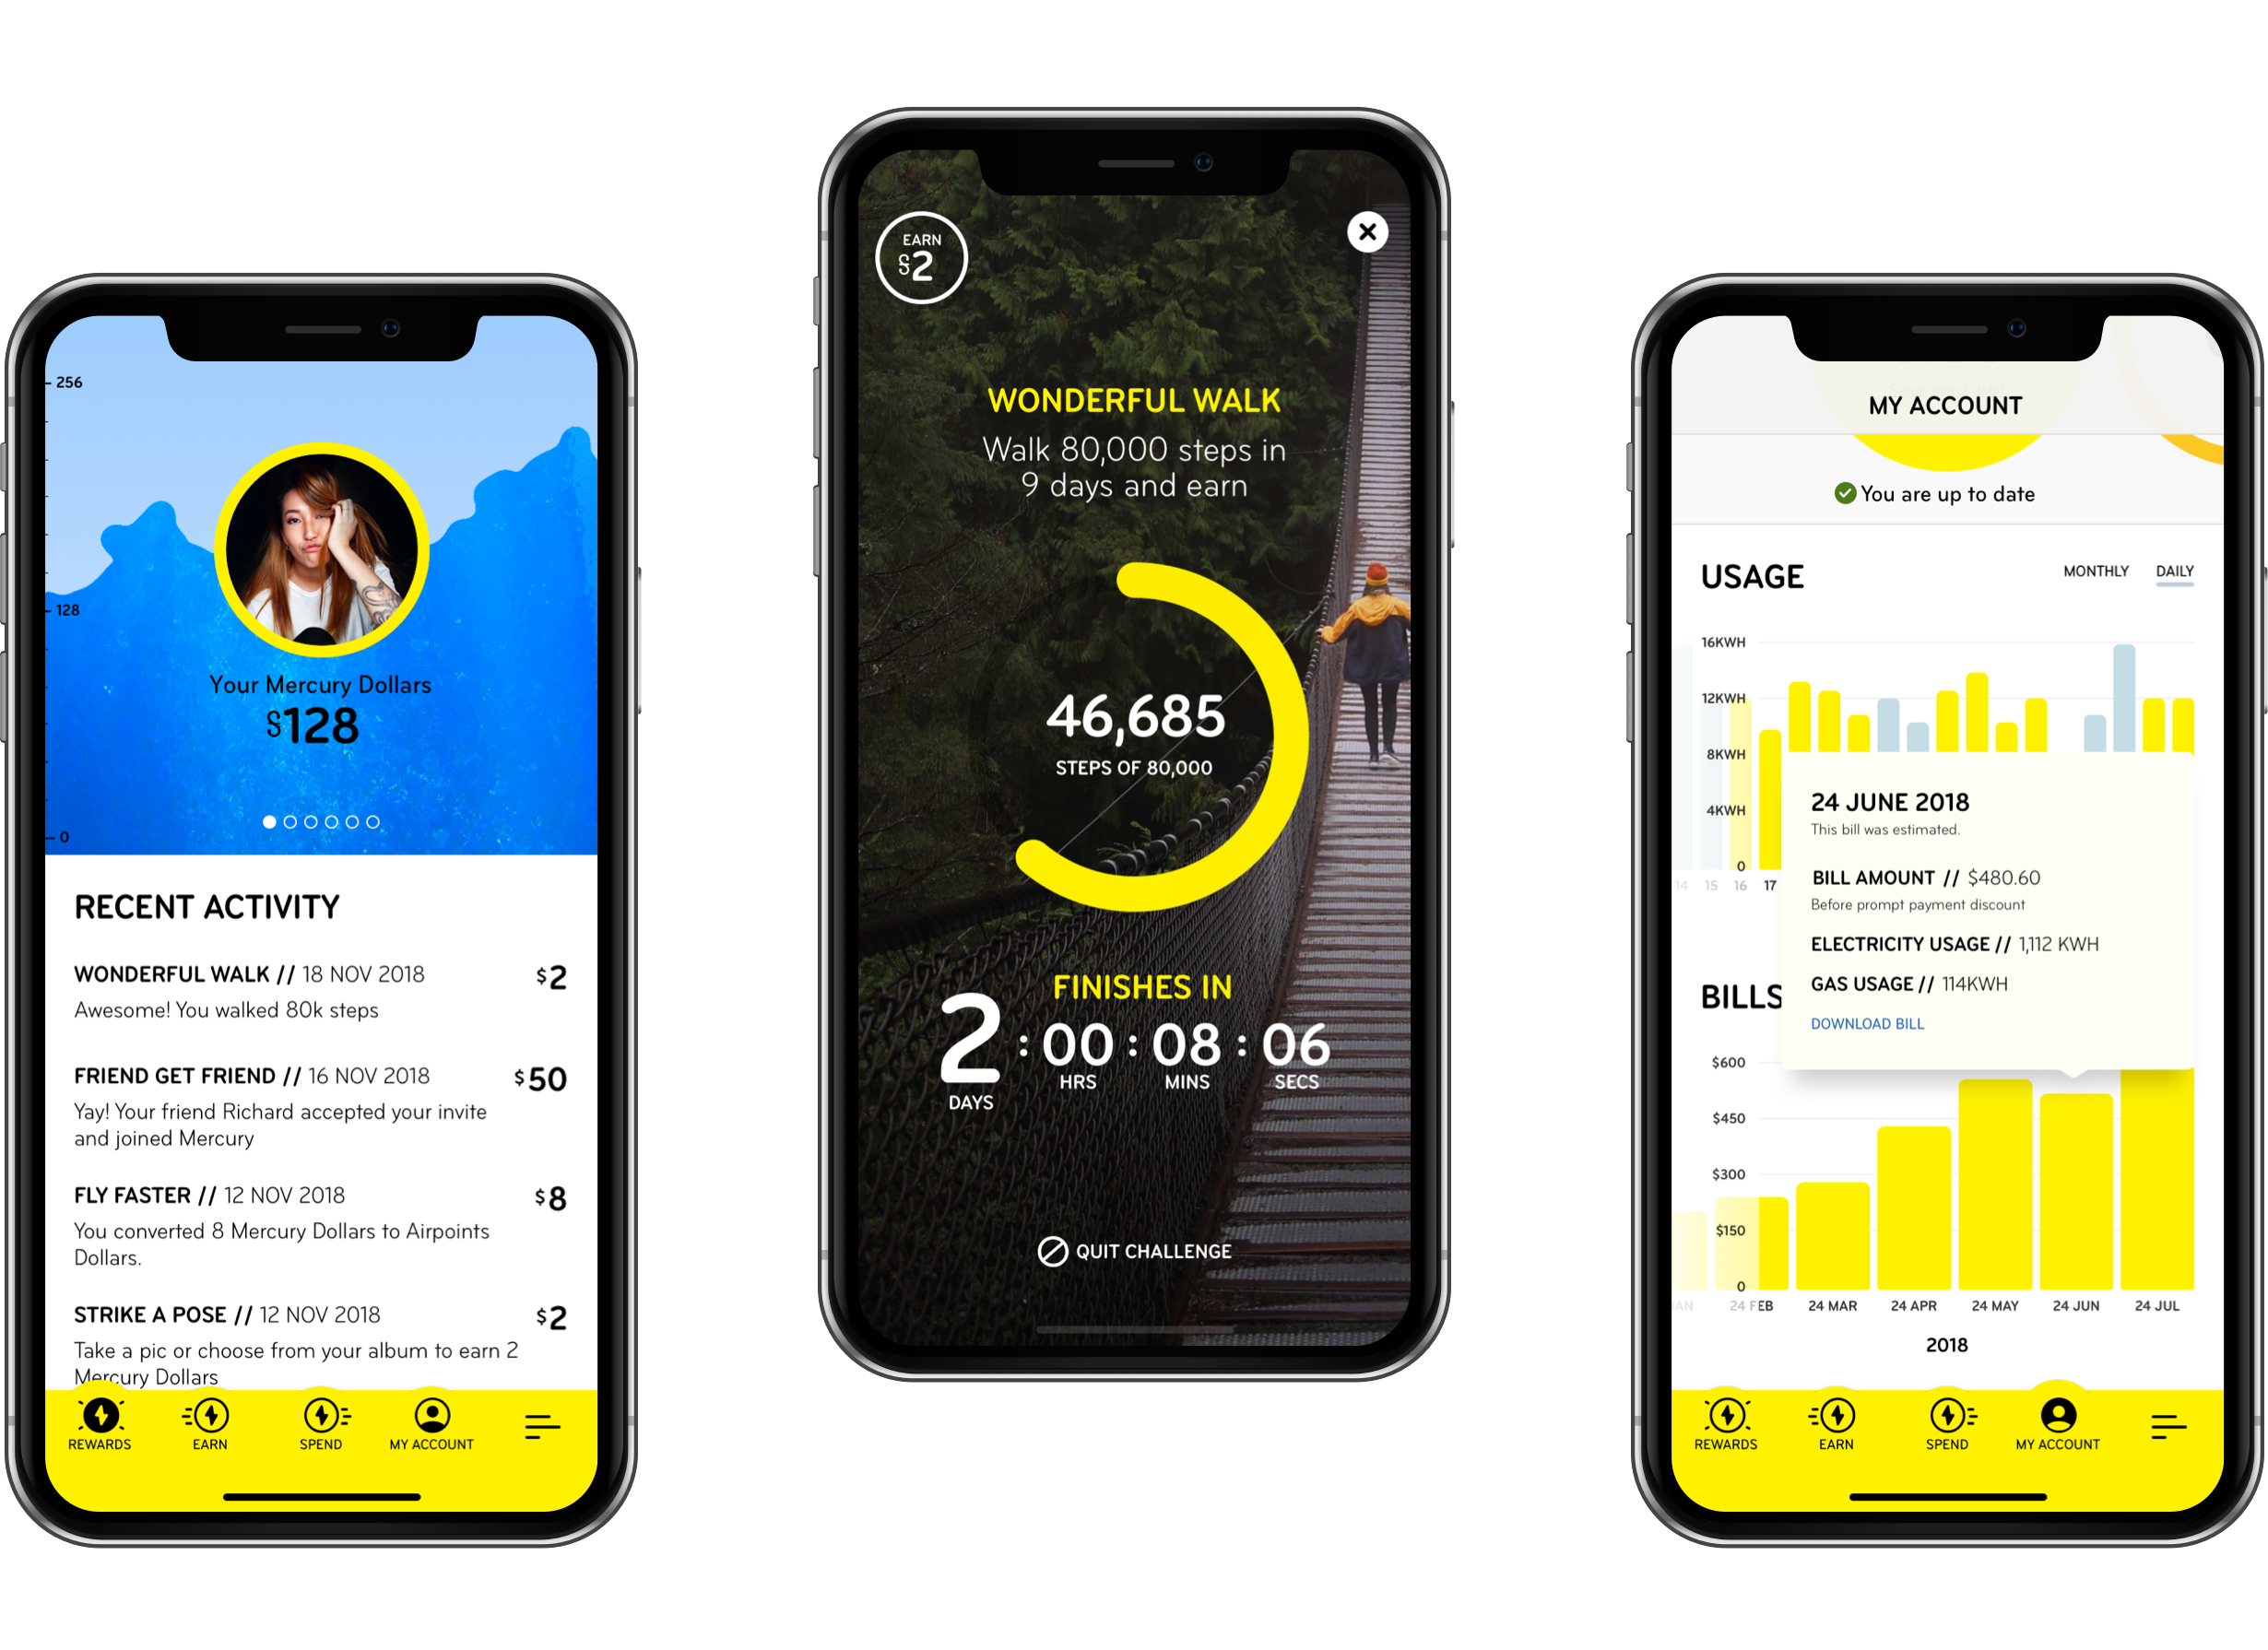 256
128
0
Your Mercury Dollars
$128
RECENT ACTIVITY
WONDERFUL WALK // 18 NOV 2018 $2
Awesome! You walked 80k steps
FRIEND GET FRIEND // 16 NOV 2018 $50
Yay! Your friend Richard accepted your invite
and joined Mercury
FLY FASTER // 12 NOV 2018 $8
You converted 8 Mercury Dollars to Airpoints
Dollars.
STRIKE A POSE // 12 NOV 2018 $2
Take a pic or choose from your album to earn 2
Mercury Dollars
REWARDS EARN SPEND MY ACCOUNT
EARN
$2
WONDERFUL WALK
Walk 80,000 steps in
9 days and earn
46,685
STEPS OF 80,000
FINISHES IN
2 : 00 : 08 : 06
DAYS HRS MINS SECS
QUIT CHALLENGE
MY ACCOUNT
You are up to date
USAGE MONTHLY DAILY
16KWH
12KWH
8KWH
4KWH
0
14 15 16 17
24 JUNE 2018
This bill was estimated.
BILL AMOUNT // $480.60
Before prompt payment discount
ELECTRICITY USAGE // 1,112 KWH
GAS USAGE // 114KWH
DOWNLOAD BILL
BILLS
$600
$450
$300
$150
0
AN 24 FEB 24 MAR 24 APR 24 MAY 24 JUN 24 JUL
2018
REWARDS EARN SPEND MY ACCOUNT